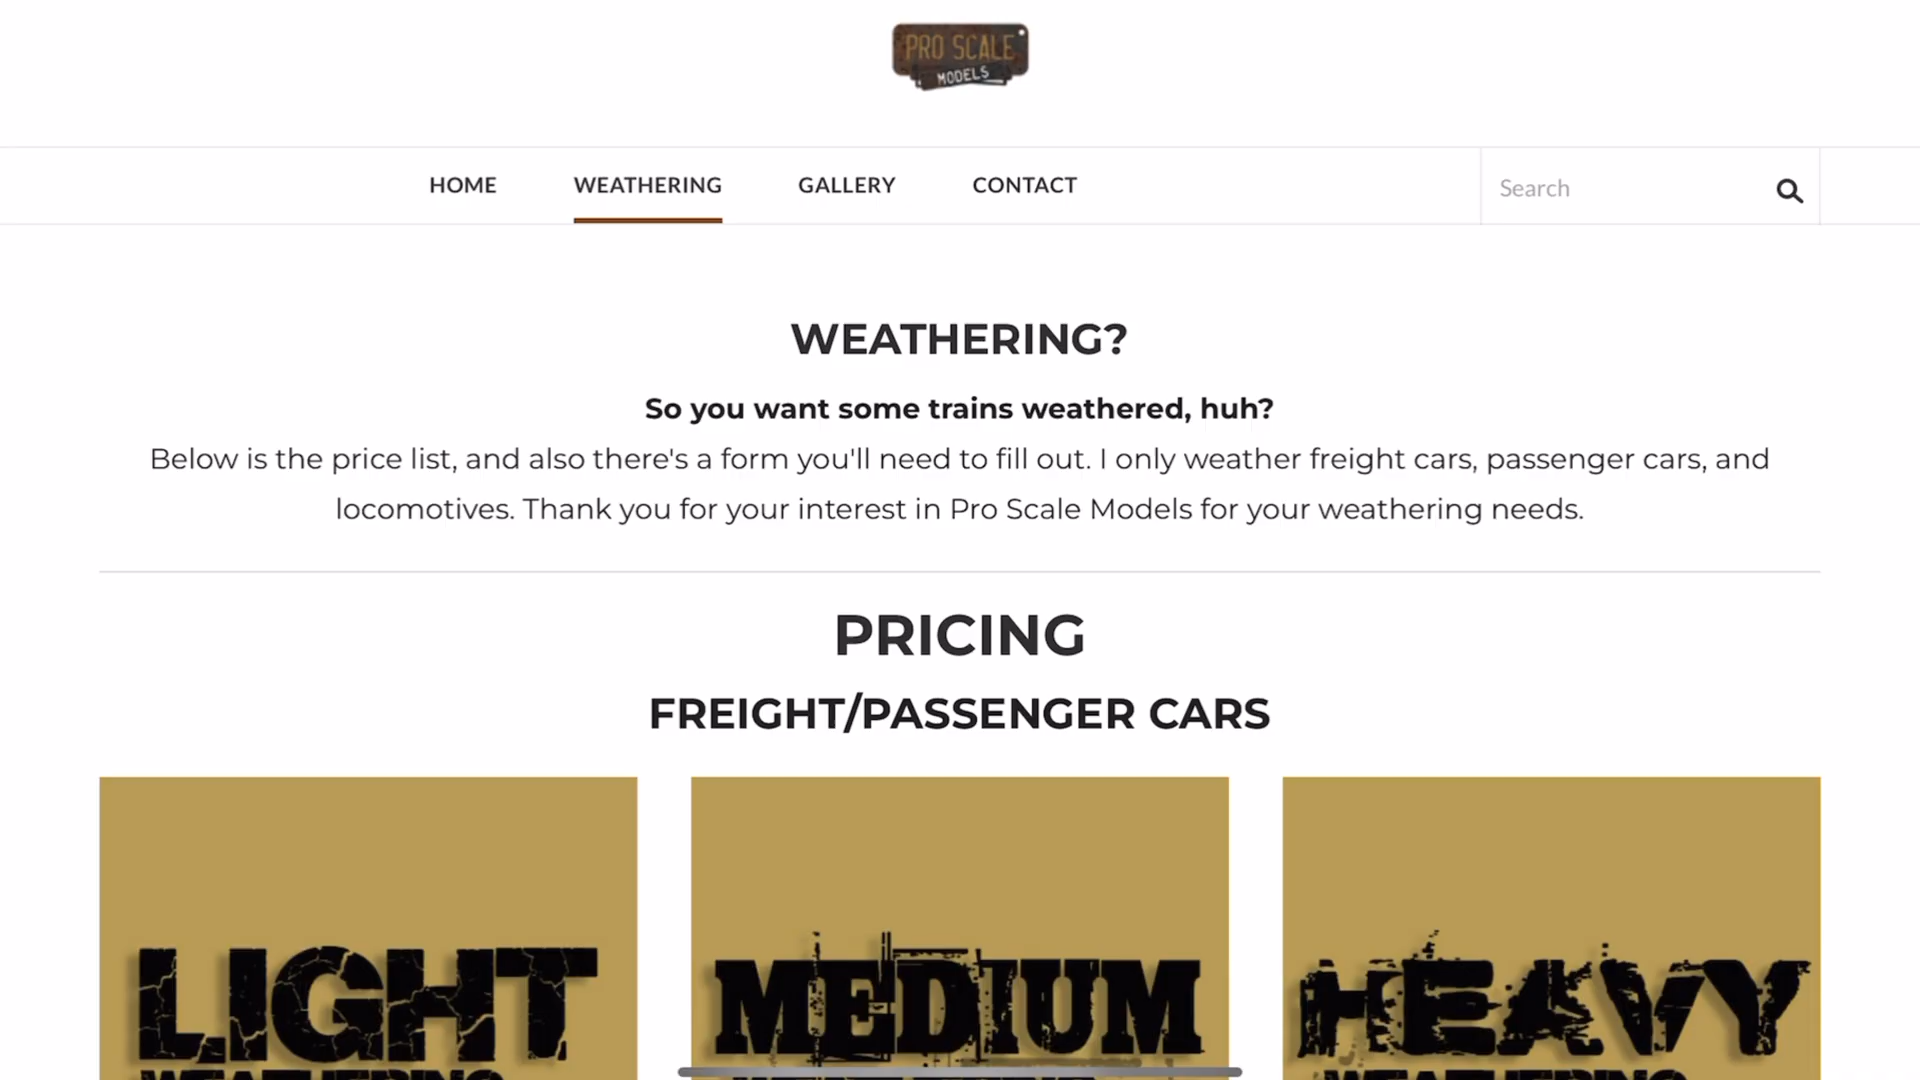 PRO SCALE
MODELS
HOME WEATHERING GALLERY CONTACT Search
WEATHERING?
So you want some trains weathered, huh?
Below is the price list, and also there's a form you'll need to fill out. I only weather freight cars, passenger cars, and
locomotives. Thank you for your interest in Pro Scale Models for your weathering needs.
PRICING
FREIGHT/PASSENGER CARS
LIGHT MEDIUM HEAVY